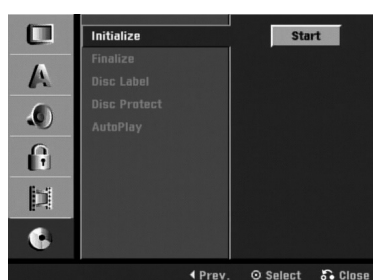 Initialize
Start
Finalize
Disc Label
Disc Protect
AutoPlay
A
Prev.
Select
Close